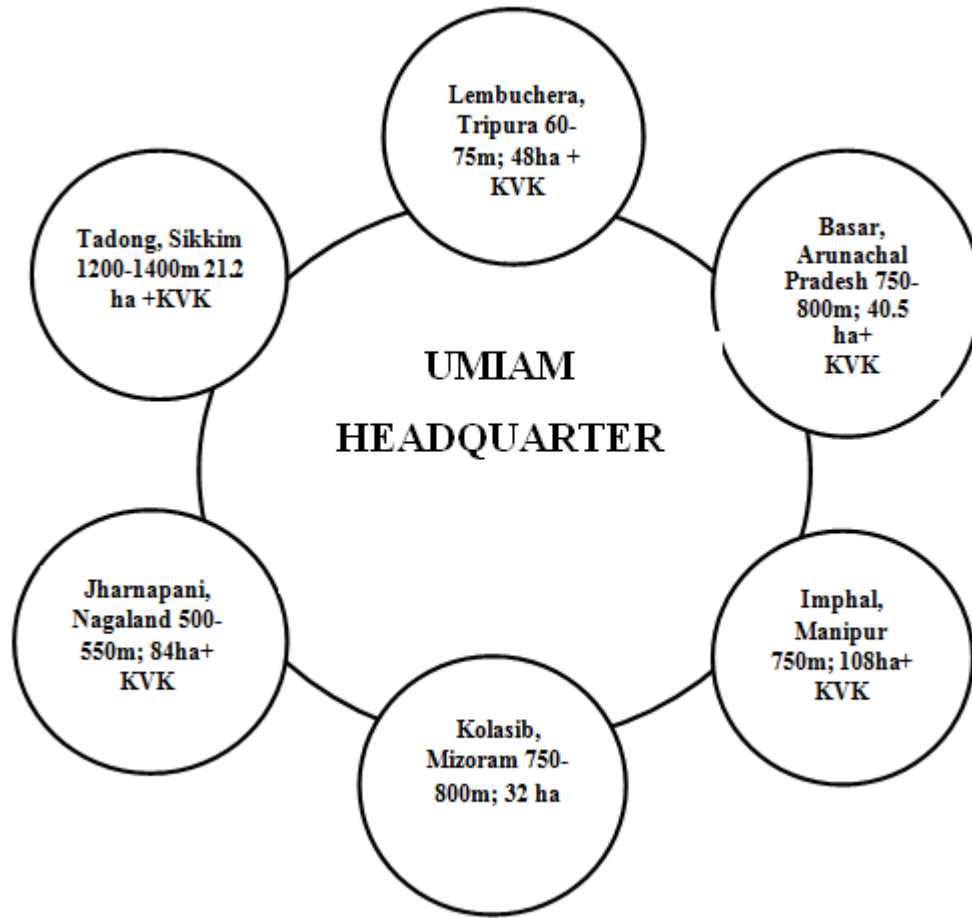 Lembuchera,
Tripura 60-
75m; 48ha +
KVK
Tadong, Sikkim
1200-1400m 21.2
ha +KVK
Basar,
Arunachal
Pradesh 750-
800m; 40.5
ha+
KVK
UMIAM
HEADQUARTER
Jharnapani,
Nagaland 500-
550m; 84ha+
KVK
Imphal,
Manipur
750m; 108ha+
KVK
Kolasib,
Mizoram 750-
800m; 32 ha